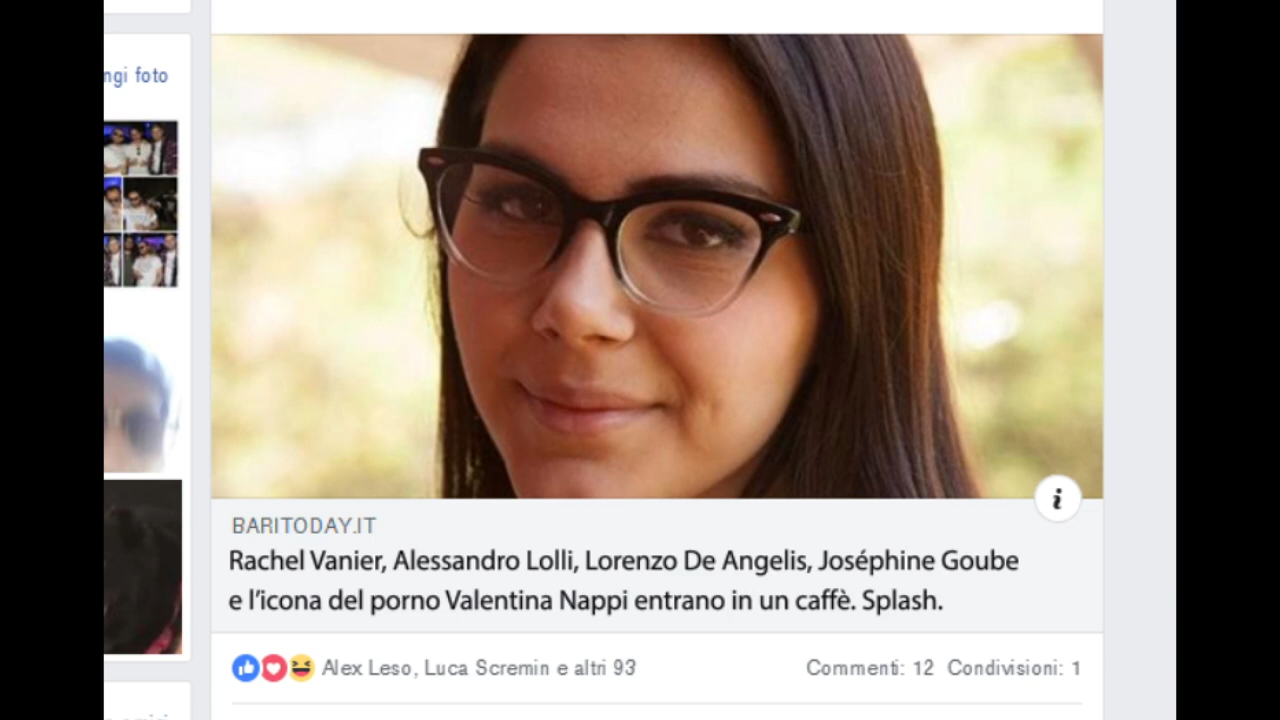 ngi foto
BARITODAY.IT
Rachel Vanier, Alessandro Lolli, Lorenzo De Angelis, Joséphine Goube
e l’icona del porno Valentina Nappi entrano in un caffè. Splash.
Alex Leso, Luca Scremin e altri 93
Commenti: 12 Condivisioni: 1